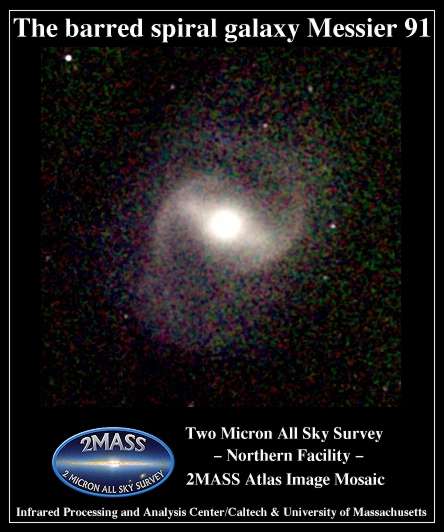 The barred spiral galaxy Messier 91
2MASS
2 MICRON ALL SKY SURVEY
Two Micron All Sky Survey
– Northern Facility –
2MASS Atlas Image Mosaic
Infrared Processing and Analysis Center/Caltech & University of Massachusetts